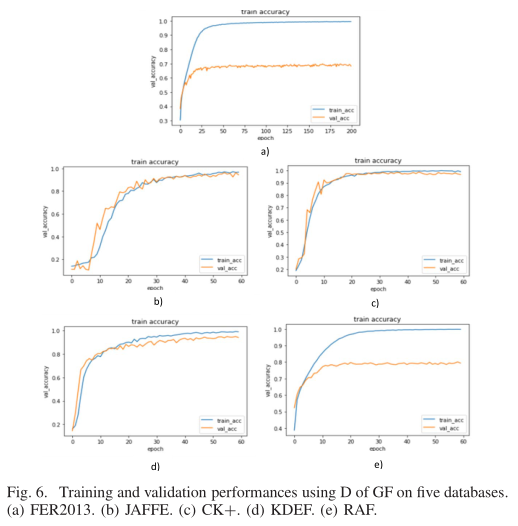 train accuracy
1.0
0.9
0.8
0.7
0.6
0.5
0.4
0.3
val_accuracy
train_acc
val_acc
0 25 50 75 100 125 150 175 200
epoch
a)
train accuracy
1.0
0.8
0.6
0.4
0.2
val_accuracy
train_acc
val_acc
0 10 20 30 40 50 60
epoch
b)
train accuracy
1.0
0.9
0.8
0.7
0.6
0.5
0.4
0.3
0.2
val_accuracy
train_acc
val_acc
0 10 20 30 40 50 60
epoch
c)
train accuracy
1.0
0.8
0.6
0.4
0.2
val_accuracy
train_acc
val_acc
0 10 20 30 40 50 60
epoch
d)
train accuracy
1.0
0.9
0.8
0.7
0.6
0.5
0.4
val_accuracy
train_acc
val_acc
0 10 20 30 40 50 60
epoch
e)
Fig. 6. Training and validation performances using D of GF on five databases.
(a) FER2013. (b) JAFFE. (c) CK+. (d) KDEF. (e) RAF.